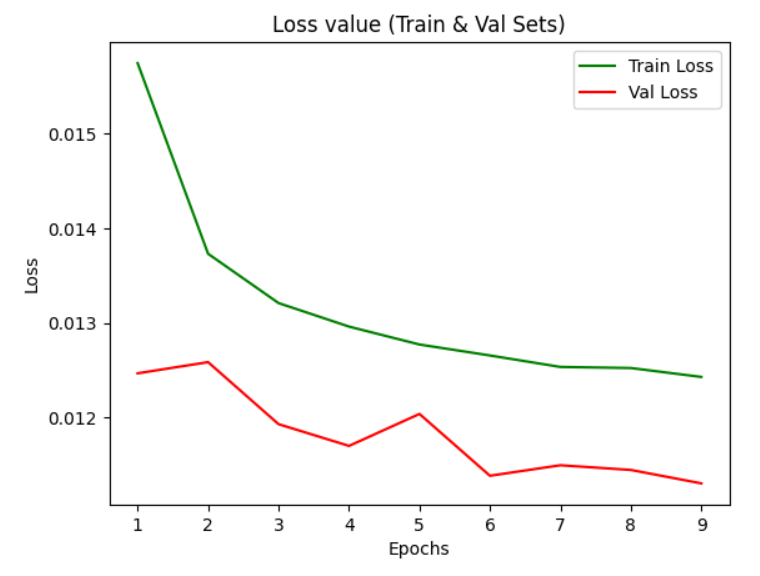 Loss value (Train & Val Sets)
Train Loss
Val Loss
0.015
0.014
0.013
0.012
Loss
1 2 3 4 5 6 7 8 9
Epochs